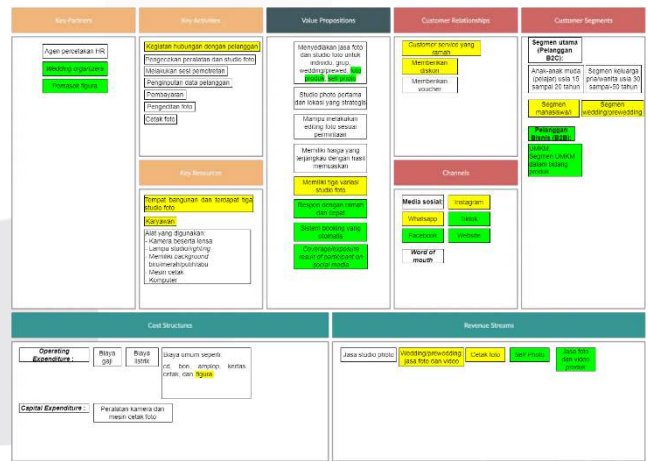 Key Partners
Agen percetakan HR
Wedding organizers
Pemasok figura
Key Activities
Kegiatan hubungan dengan pelanggan
Pengecekan peralatan dan studio foto
Melakukan sesi pemotretan
Penginputan data pelanggan
Pembayaran
Pengeditan foto
Cetak foto
Key Resources
Tempat bangunan dan terdapat tiga
studio foto
Karyawan
Alat yang digunakan:
- Kamera beserta lensa
- Lampu studio/lighting
- Memiliki background
biru/merah/putih/abu
- Mesin cetak
- Komputer
Value Propositions
Menyediakan jasa foto
dan studio foto untuk
individu, grup,
wedding/prewed, foto
produk, self photo
Studio photo pertama
dan lokasi yang strategis
Mampu melakukan
editing foto sesuai
permintaan
Memiliki harga yang
terjangkau dengan hasil
memuaskan
Memiliki tiga variasi
studio foto
Respon dengan ramah
dan cepat
Sistem booking yang
otomatis
Coverage/exposure
result of participant on
social media
Customer Relationships
Customer service yang
ramah
Memberikan
diskon
Memberikan
voucher
Channels
Media sosial:
Instagram
Whatsapp
Tiktok
Facebook
Website
Word of
mouth
Customer Segments
Segmen utama
(Pelanggan
B2C):
Anak-anak muda
(pelajar) usia 15
sampai 20 tahun
Segmen keluarga
pria/wanita usia 30
sampai-50 tahun
Segmen
mahasiswa/i
Segmen
wedding/prewedding
Pelanggan
Bisnis (B2B):
UMKM
Segmen UMKM
dalam bidang
produk
Cost Structures
Operating
Expenditure :
Biaya
gaji
Biaya
listrik
Biaya umum seperti
cd, bon, amplop, kertas
cetak, dan figura
Capital Expenditure :
Peralatan kamera dan
mesin cetak foto
Revenue Streams
Jasa studio photo
Wedding/prewedding
jasa foto dan video
Cetak foto
Self Photo
Jasa foto
dan video
produk